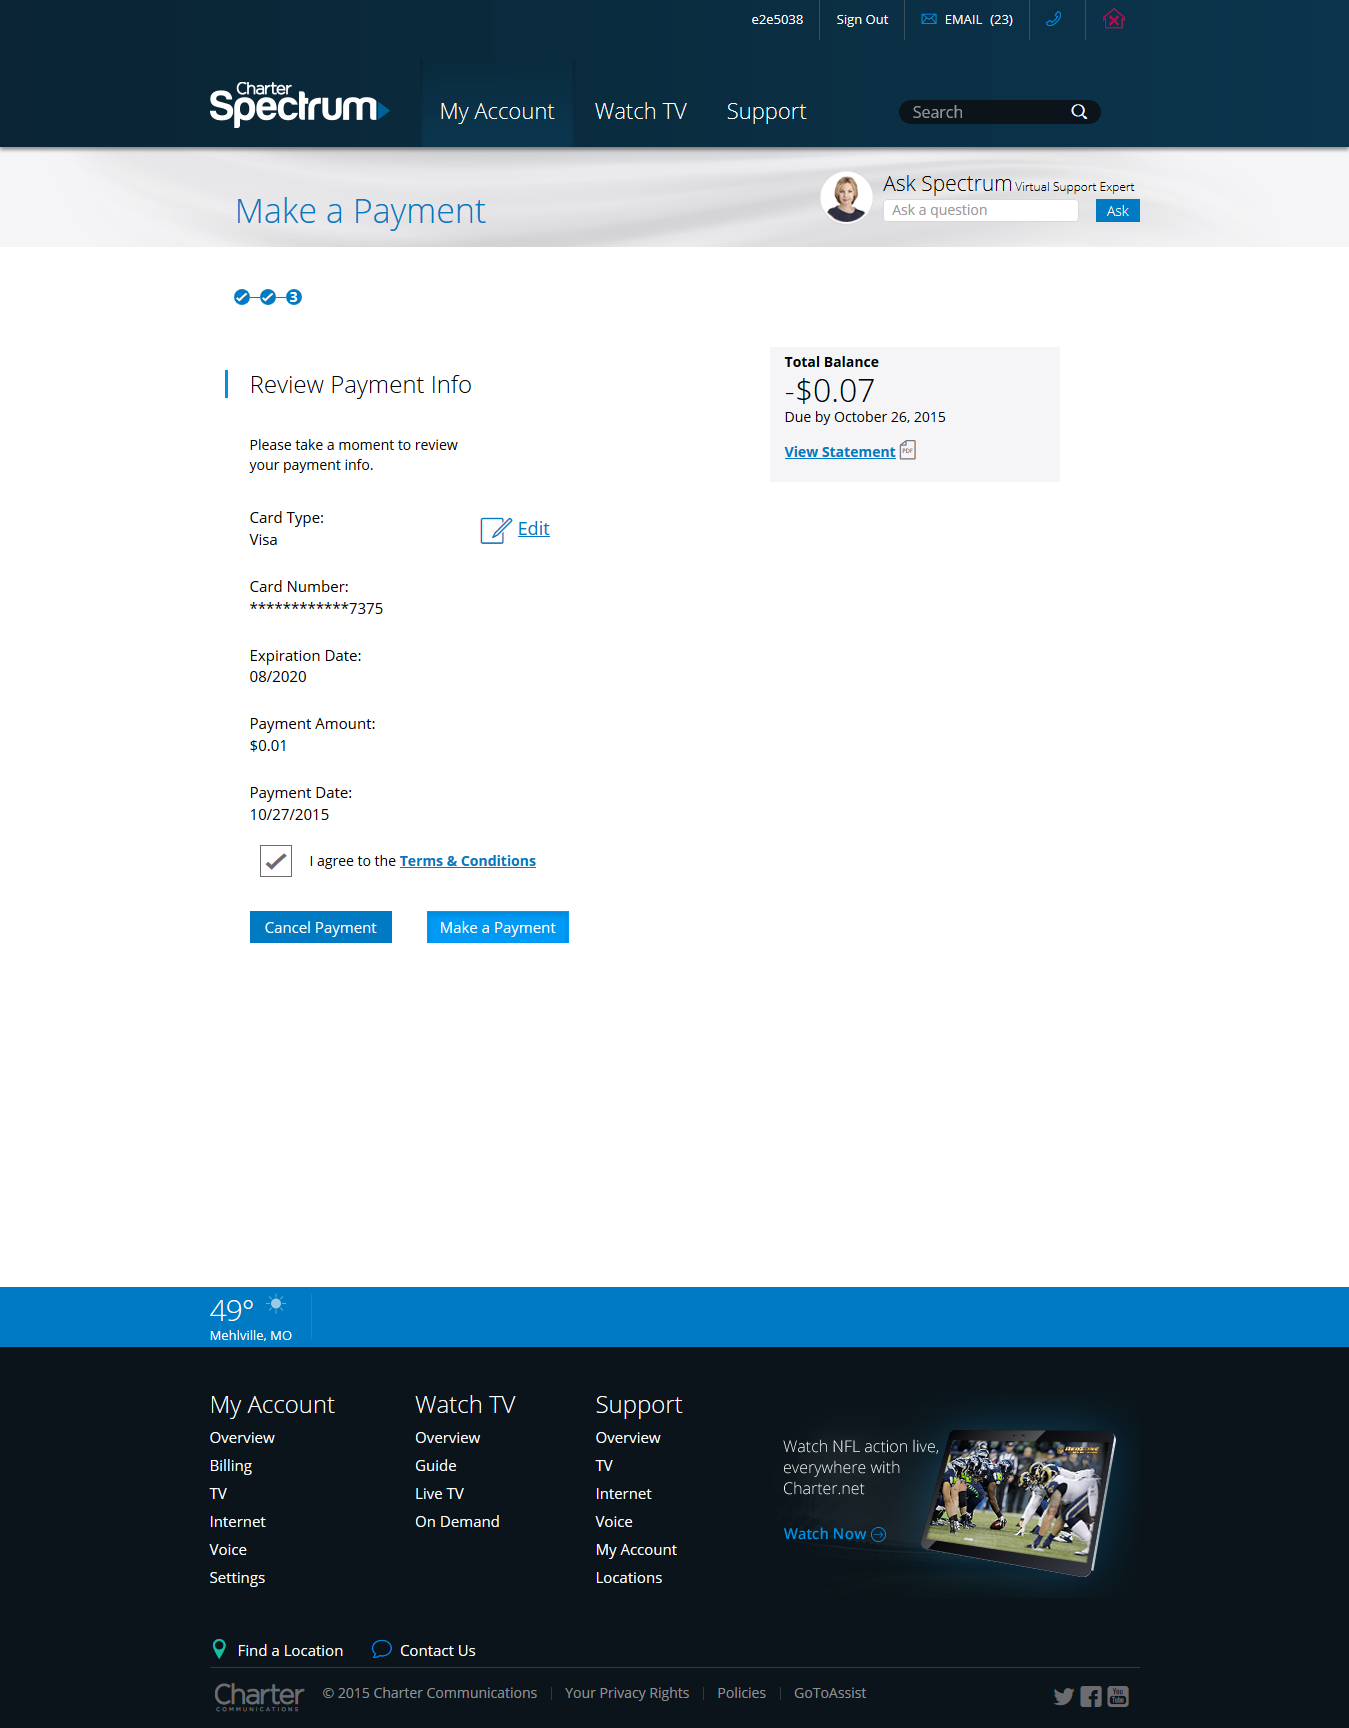 e2e5038
Sign Out
EMAIL (23)
Charter
Spectrum
My Account
Watch TV
Support
Search
Make a Payment
Ask Spectrum Virtual Support Expert
Ask a question
Ask
3
Review Payment Info
Please take a moment to review
your payment info.
Card Type:
Visa
Edit
Card Number:
************7375
Expiration Date:
08/2020
Payment Amount:
$0.01
Payment Date:
10/27/2015
I agree to the Terms & Conditions
Cancel Payment
Make a Payment
Total Balance
-$0.07
Due by October 26, 2015
View Statement
PDF
49°
Mehlville, MO
My Account
Overview
Billing
TV
Internet
Voice
Settings
Watch TV
Overview
Guide
Live TV
On Demand
Support
Overview
TV
Internet
Voice
My Account
Locations
Watch NFL action live,
everywhere with
Charter.net
Watch Now
REDZONE
Find a Location
Contact Us
Charter
COMMUNICATIONS
© 2015 Charter Communications
Your Privacy Rights
Policies
GoToAssist
You
Tube